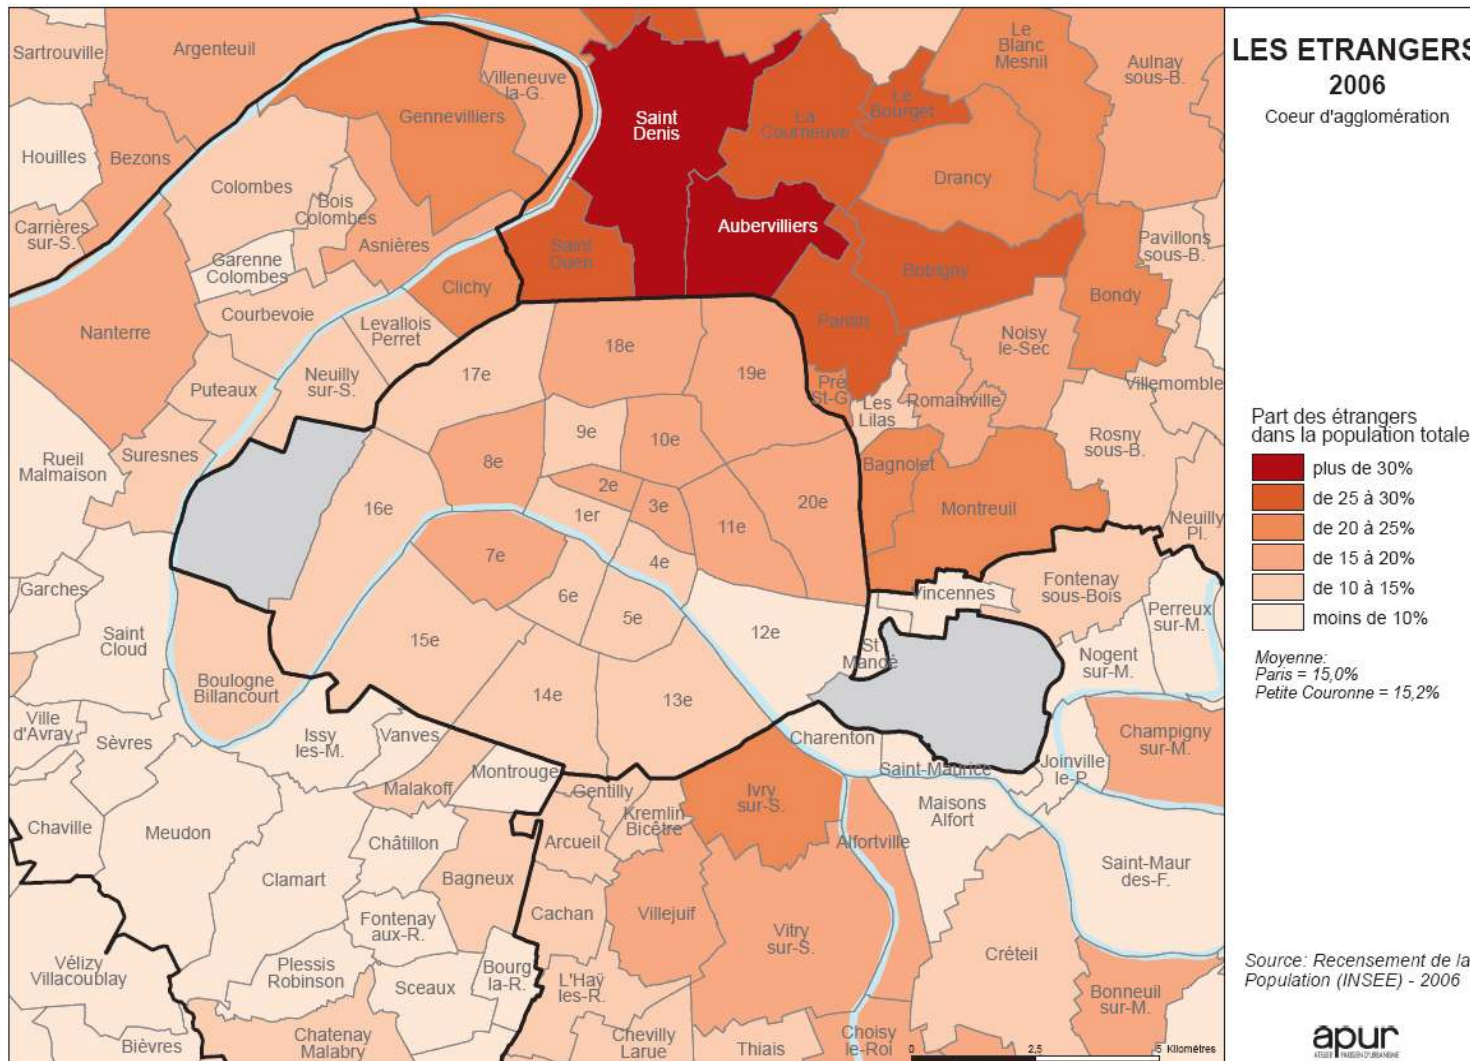 LES ETRANGERS
2006
Coeur d'agglomération
Sartrouville
Argenteuil
Villeneuve
la-G.
Gennevilliers
Saint
Denis
La
Courneuve
Le
Bourget
Le
Blanc
Mesnil
Aulnay
sous-B.
Houilles
Bezons
Colombes
Bois
Colombes
Drancy
Carrières
sur-S.
Garenne
Colombes
Asnières
Aubervilliers
Pavillons
sous-B.
Saint
Ouen
Clichy
Bobigny
Bondy
Nanterre
Courbevoie
Levallois
Perret
Pantin
Noisy
le-Sec
18e
Puteaux
Neuilly
sur-S.
17e
19e
Pré
St-G.
Les
Lilas
Romainville
Villemomble
Rueil
Malmaison
Suresnes
9e
10e
8e
Bagnolet
Rosny
sous-B.
2e
16e
1er
3e
11e
20e
Montreuil
Neuilly
Pl.
7e
4e
Garches
6e
5e
12e
Vincennes
Fontenay
sous-Bois
Perreux
sur-M.
Saint
Cloud
15e
St
Mandé
Nogent
sur-M.
Boulogne
Billancourt
14e
13e
Ville
d'Avray
Sèvres
Issy
les-M.
Vanves
Charenton
Champigny
sur-M.
Malakoff
Montrouge
Saint-Maurice
Joinville
le-P.
Gentilly
Kremlin
Bicêtre
Ivry
sur-S.
Maisons
Alfort
Chaville
Meudon
Châtillon
Arcueil
Alfortville
Saint-Maur
des-F.
Clamart
Bagneux
Cachan
Villejuif
Vitry
sur-S.
Fontenay
aux-R.
Créteil
Vélizy
Villacoublay
Plessis
Robinson
Sceaux
Bourg
la-R.
L'Haÿ
les-R.
Bonneuil
sur-M.
Bièvres
Chatenay
Malabry
Chevilly
Larue
Thiais
Choisy
le-Roi
0 2,5 5 Kilomètres
Part des étrangers
dans la population totale
plus de 30%
de 25 à 30%
de 20 à 25%
de 15 à 20%
de 10 à 15%
moins de 10%
Moyenne:
Paris = 15,0%
Petite Couronne = 15,2%
Source: Recensement de la
Population (INSEE) - 2006
apur
ATELIER PARISIEN D'URBANISME